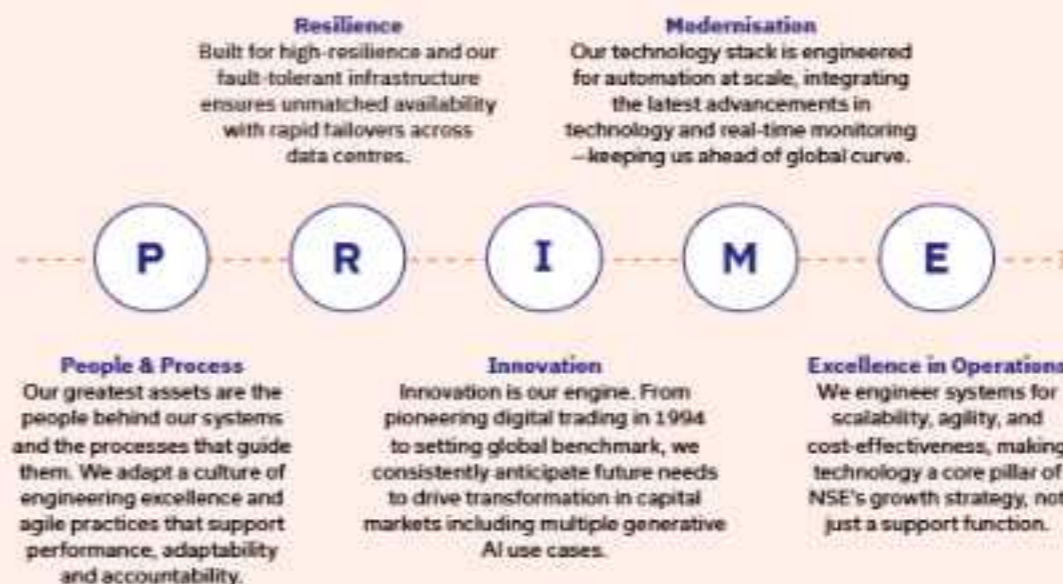 Resilience
Built for high-resilience and our
fault-tolerant infrastructure
ensures unmatched availability
with rapid failovers across
data centres.
Modernisation
Our technology stack is engineered
for automation at scale, integrating
the latest advancements in
technology and real-time monitoring
—keeping us ahead of global curve.
P R I M E
People & Process
Our greatest assets are the
people behind our systems
and the processes that guide
them. We adapt a culture of
engineering excellence and
agile practices that support
performance, adaptability
and accountability.
Innovation
Innovation is our engine. From
pioneering digital trading in 1994
to setting global benchmark, we
consistently anticipate future needs
to drive transformation in capital
markets including multiple generative
AI use cases.
Excellence in Operations
We engineer systems for
scalability, agility, and
cost-effectiveness, making
technology a core pillar of
NSE's growth strategy, not
just a support function.